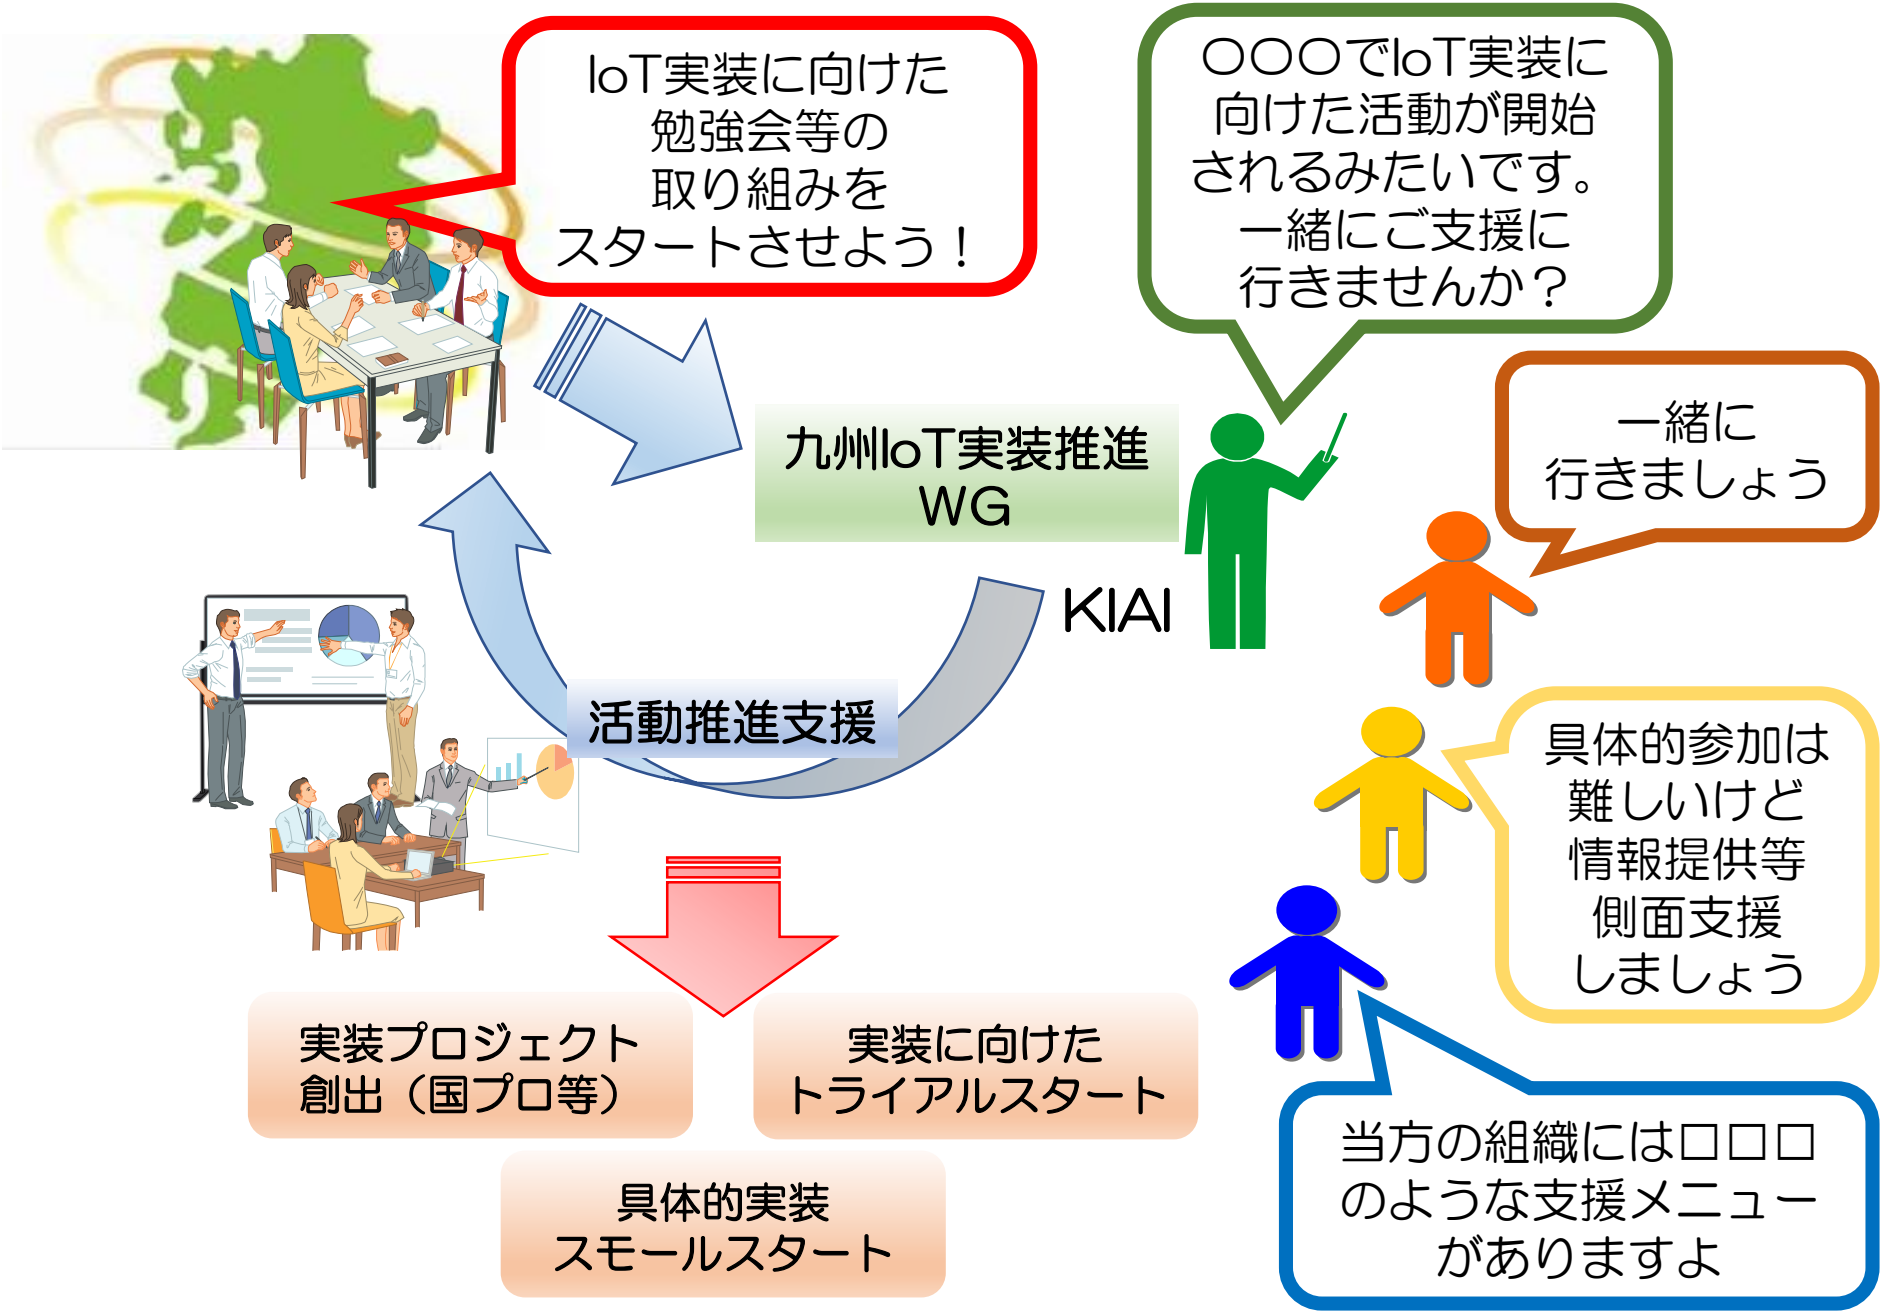 IoT実装に向けた
勉強会等の
取り組みを
スタートさせよう！
〇〇〇でIoT実装に
向けた活動が開始
されるみたいです。
一緒にご支援に
行きませんか？
一緒に
行きましょう
九州IoT実装推進
WG
KIAI
活動推進支援
具体的参加は
難しいけど
情報提供等
側面支援
しましょう
実装プロジェクト
創出（国プロ等）
実装に向けた
トライアルスタート
具体的実装
スモールスタート
当方の組織には□□□
のような支援メニュー
がありますよ